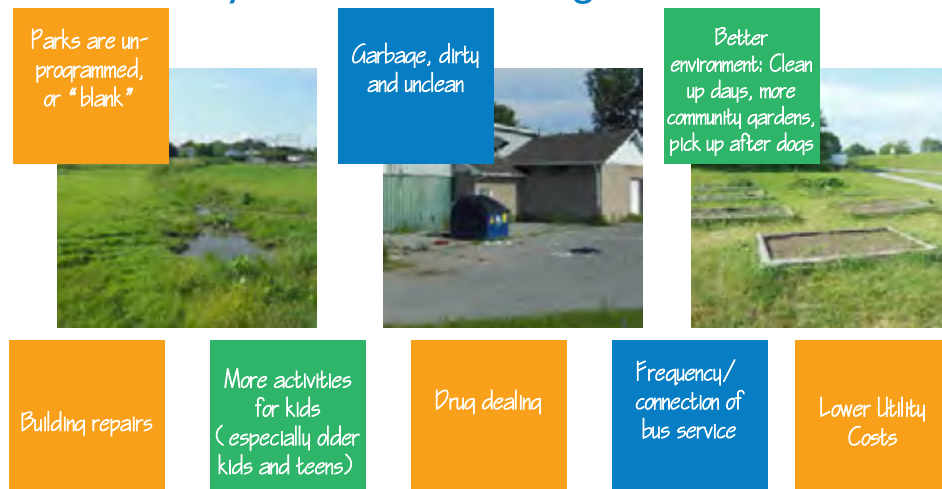 Parks are un-
programmed,
or "blank"
Garbage, dirty
and unclean
Better
environment: Clean
up days, more
community gardens,
pick up after dogs
Building repairs
More activities
for kids
(especially older
kids and teens)
Drug dealing
Frequency/
connection of
bus service
Lower Utility
Costs